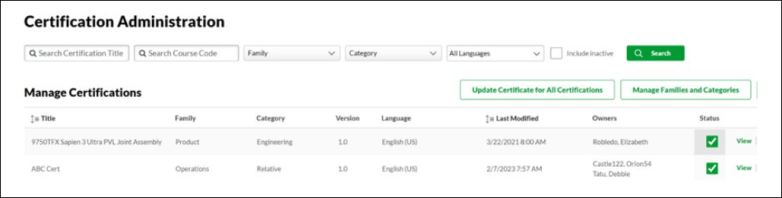 Certification Administration
Search Certification Title Search Course Code Family Category All Languages Include inactive Search
Manage Certifications Update Certificate for All Certifications Manage Families and Categories
Title Family Category Version Language Last Modified Owners Status
9750TFX Sapien 3 Ultra PVL Joint Assembly Product Engineering 1.0 English (US) 3/22/2021 8:00 AM Robledo, Elizabeth View
ABC Cert Operations Relative 1.0 English (US) 2/7/2023 7:57 AM Castle122, Orion54 View
Tatu, Debbie